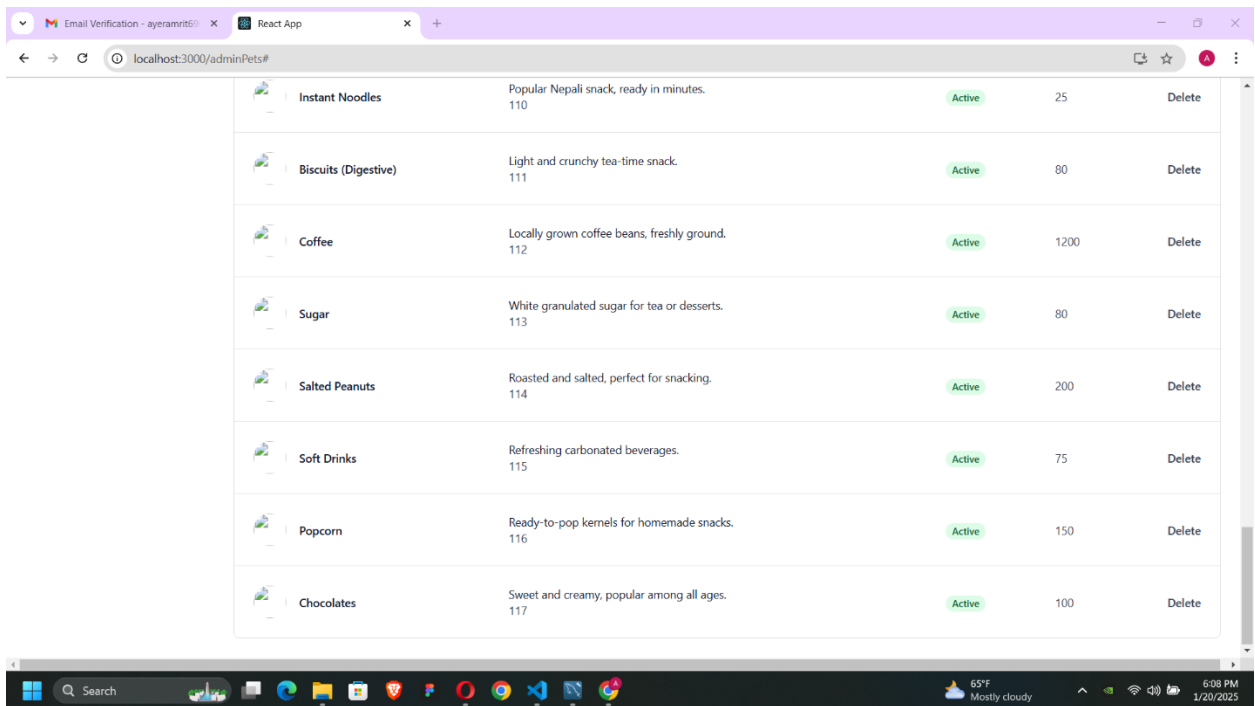 Email Verification - ayeramrit69
React App
localhost:3000/adminPets#
A
Instant Noodles
Popular Nepali snack, ready in minutes.
110
Active
25
Delete
Biscuits (Digestive)
Light and crunchy tea-time snack.
111
Active
80
Delete
Coffee
Locally grown coffee beans, freshly ground.
112
Active
1200
Delete
Sugar
White granulated sugar for tea or desserts.
113
Active
80
Delete
Salted Peanuts
Roasted and salted, perfect for snacking.
114
Active
200
Delete
Soft Drinks
Refreshing carbonated beverages.
115
Active
75
Delete
Popcorn
Ready-to-pop kernels for homemade snacks.
116
Active
150
Delete
Chocolates
Sweet and creamy, popular among all ages.
117
Active
100
Delete
Search
65°F
Mostly cloudy
6:08 PM
1/20/2025